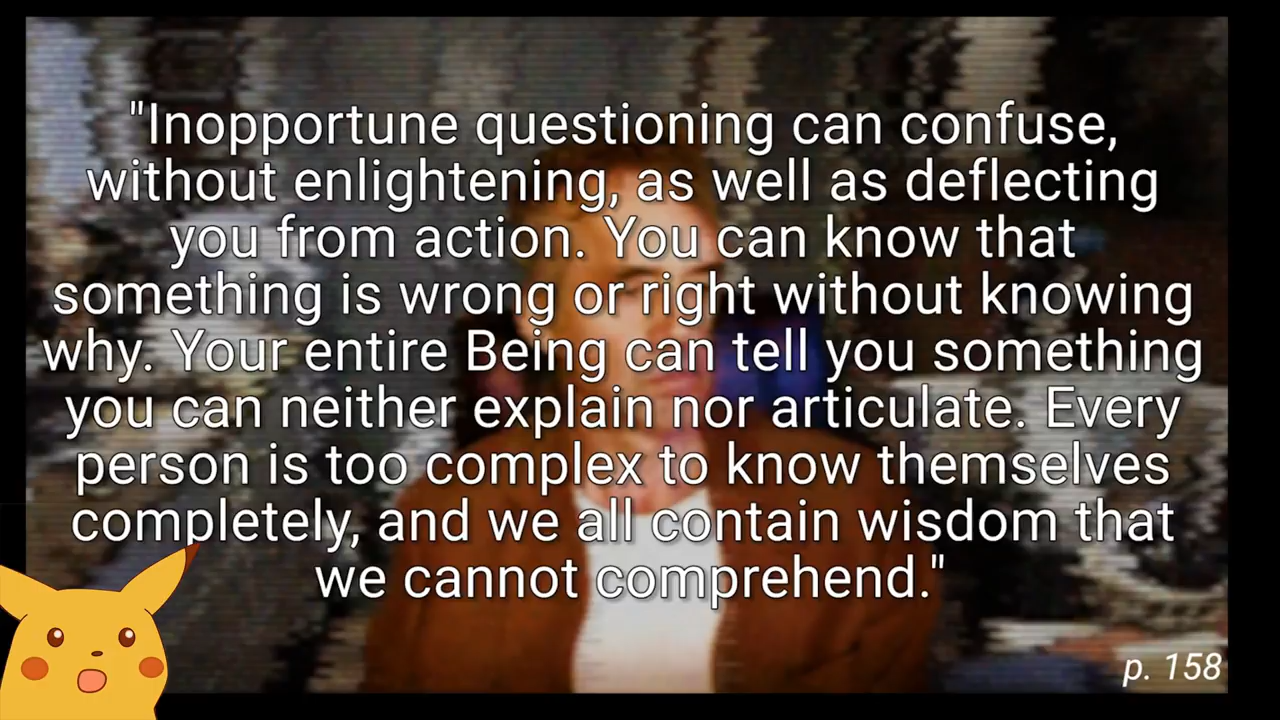 "Inopportune questioning can confuse,
without enlightening, as well as deflecting
you from action. You can know that
something is wrong or right without knowing
why. Your entire Being can tell you something
you can neither explain nor articulate. Every
person is too complex to know themselves
completely, and we all contain wisdom that
we cannot comprehend."
p. 158